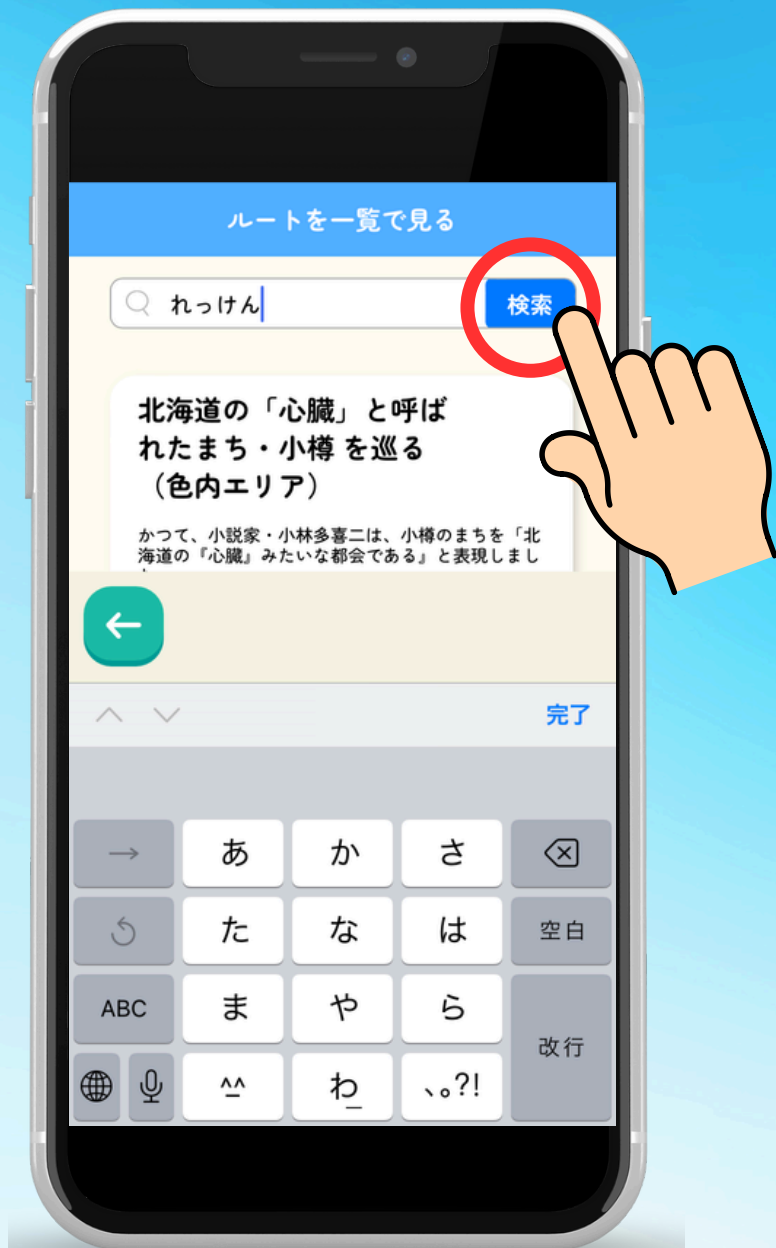 ルートを一覧で見る
れっけん 検索
北海道の「心臓」と呼ば
れたまち・小樽 を巡る
（色内エリア）
かつて、小説家・小林多喜二は、小樽のまちを「北
海道の『心臓』みたいな都会である』と表現しまし
完了
→ あ か さ
た な は 空白
ABC ま や ら
改行
^^ わ 、。?!